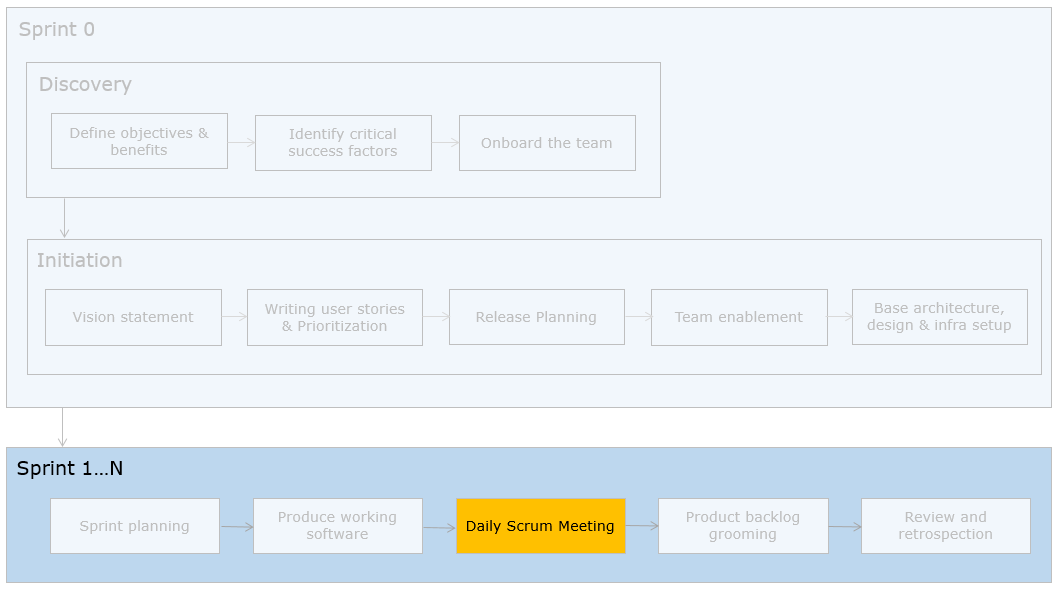 Sprint 0
Discovery
Define objectives &
benefits
Identify critical
success factors
Onboard the team
Initiation
Vision statement
Writing user stories
& Prioritization
Release Planning
Team enablement
Base architecture,
design & infra setup
Sprint 1...N
Sprint planning
Produce working
software
Daily Scrum Meeting
Product backlog
grooming
Review and
retrospection